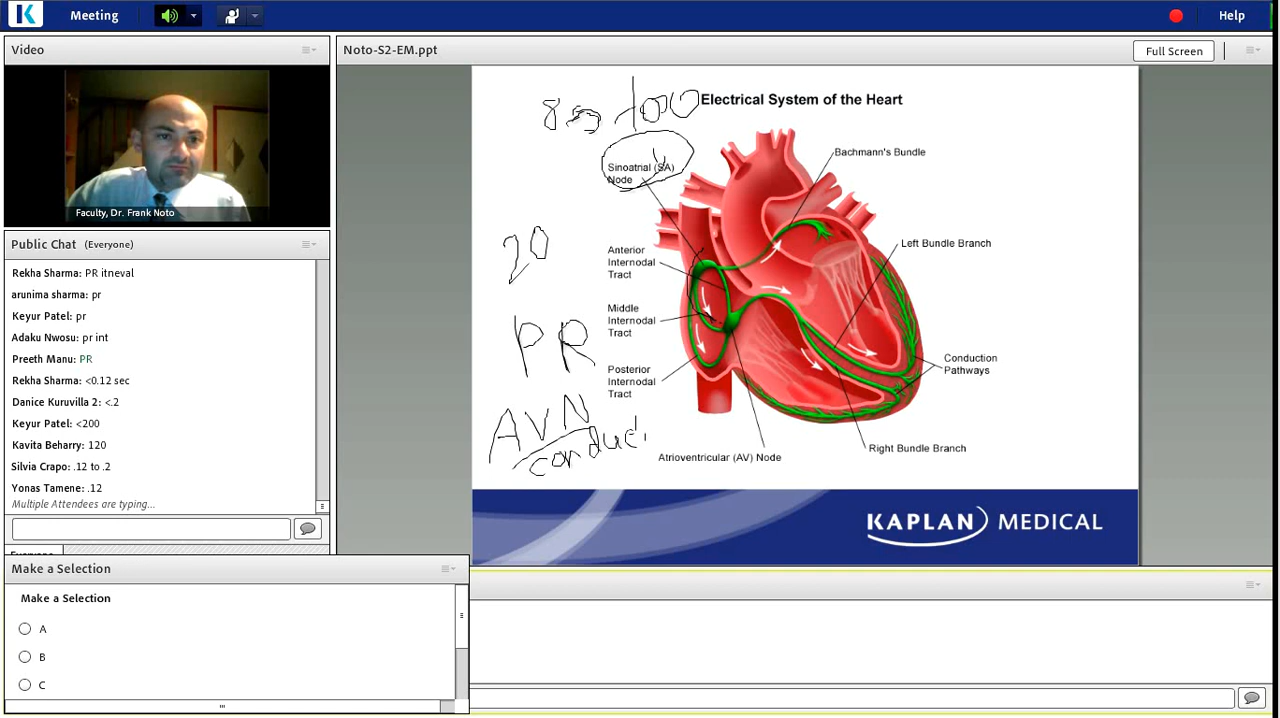 Meeting
Help
Video
Faculty, Dr. Frank Noto
Public Chat (Everyone)
Rekha Sharma: PR itneval
arunima sharma: pr
Keyur Patel: pr
Adaku Nwosu: pr int
Preeth Manu: PR
Rekha Sharma: <0.12 sec
Danice Kuruvilla 2: <.2
Keyur Patel: <200
Kavita Beharry: 120
Silvia Crapo: .12 to .2
Yonas Tamene: .12
Multiple Attendees are typing...
Make a Selection
Make a Selection
A
B
C
Noto-S2-EM.ppt
Full Screen
Electrical System of the Heart
Sinoatrial (SA)
Node
Bachmann's Bundle
Anterior
Internodal
Tract
Left Bundle Branch
Middle
Internodal
Tract
Conduction
Pathways
Posterior
Internodal
Tract
Right Bundle Branch
Atrioventricular (AV) Node
PR
AVN
conduct
KAPLAN MEDICAL